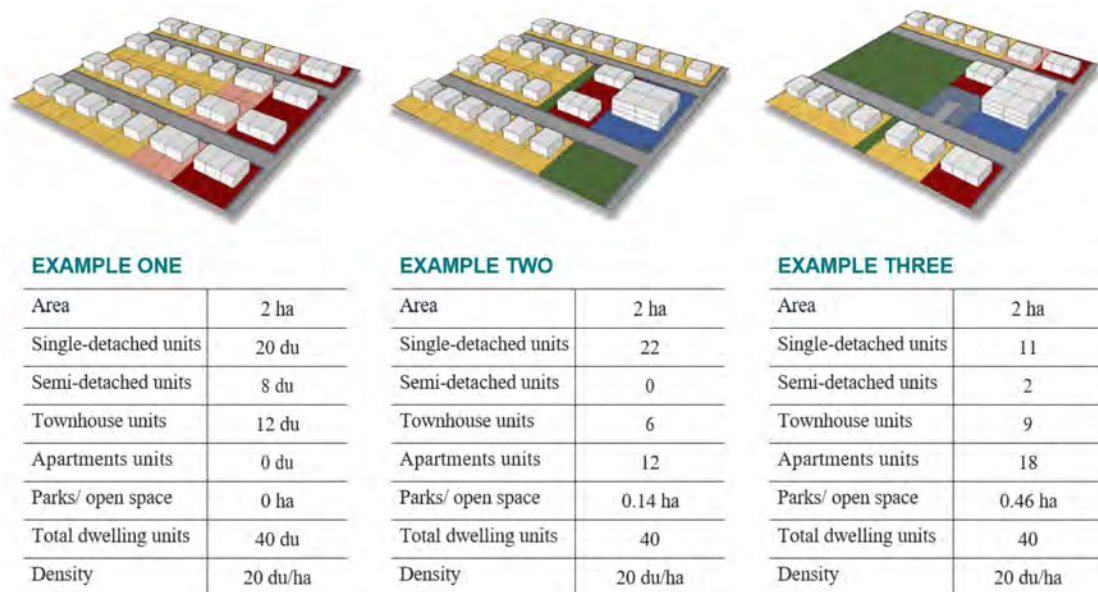 EXAMPLE ONE
Area 2 ha
Single-detached units 20 du
Semi-detached units 8 du
Townhouse units 12 du
Apartments units 0 du
Parks/ open space 0 ha
Total dwelling units 40 du
Density 20 du/ha
EXAMPLE TWO
Area 2 ha
Single-detached units 22
Semi-detached units 0
Townhouse units 6
Apartments units 12
Parks/ open space 0.14 ha
Total dwelling units 40
Density 20 du/ha
EXAMPLE THREE
Area 2 ha
Single-detached units 11
Semi-detached units 2
Townhouse units 9
Apartments units 18
Parks/ open space 0.46 ha
Total dwelling units 40
Density 20 du/ha